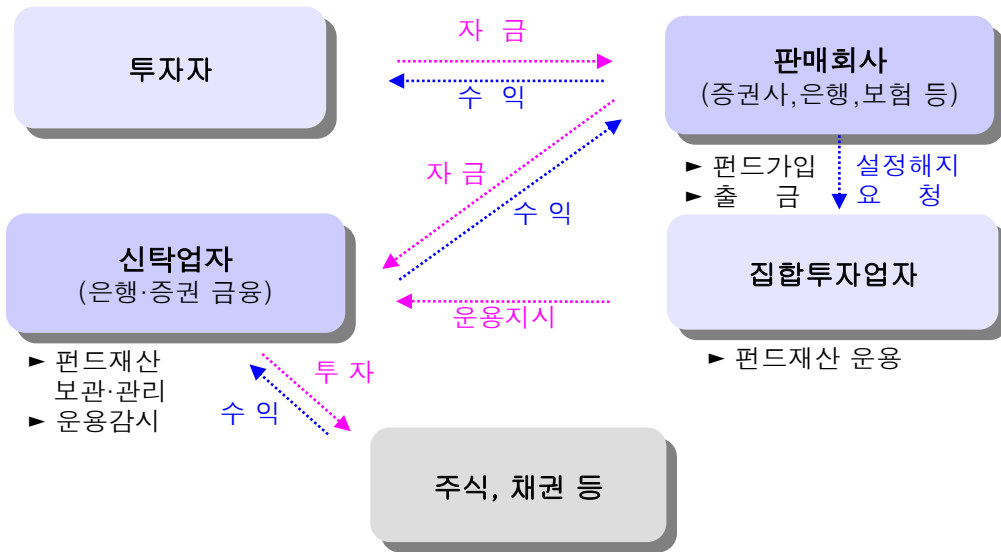 자 금
투자자
수 익
판매회사
(증권사,은행,보험 등)
► 펀드가입
► 출 금
설정해지
요 청
자 금
수 익
신탁업자
(은행·증권 금융)
► 펀드재산
보관·관리
► 운용감시
집합투자업자
► 펀드재산 운용
운용지시
투 자
수 익
주식, 채권 등